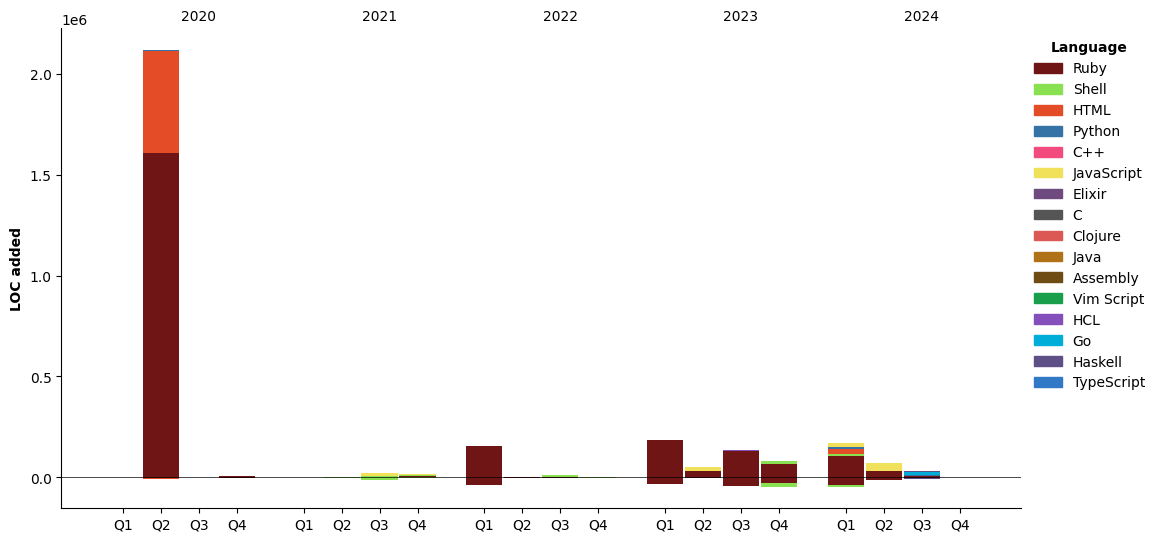 1e6
2020 2021 2022 2023 2024
LOC added
2.0
1.5
1.0
0.5
0.0
Q1 Q2 Q3 Q4 Q1 Q2 Q3 Q4 Q1 Q2 Q3 Q4 Q1 Q2 Q3 Q4 Q1 Q2 Q3 Q4
Language
Ruby
Shell
HTML
Python
C++
JavaScript
Elixir
C
Clojure
Java
Assembly
Vim Script
HCL
Go
Haskell
TypeScript